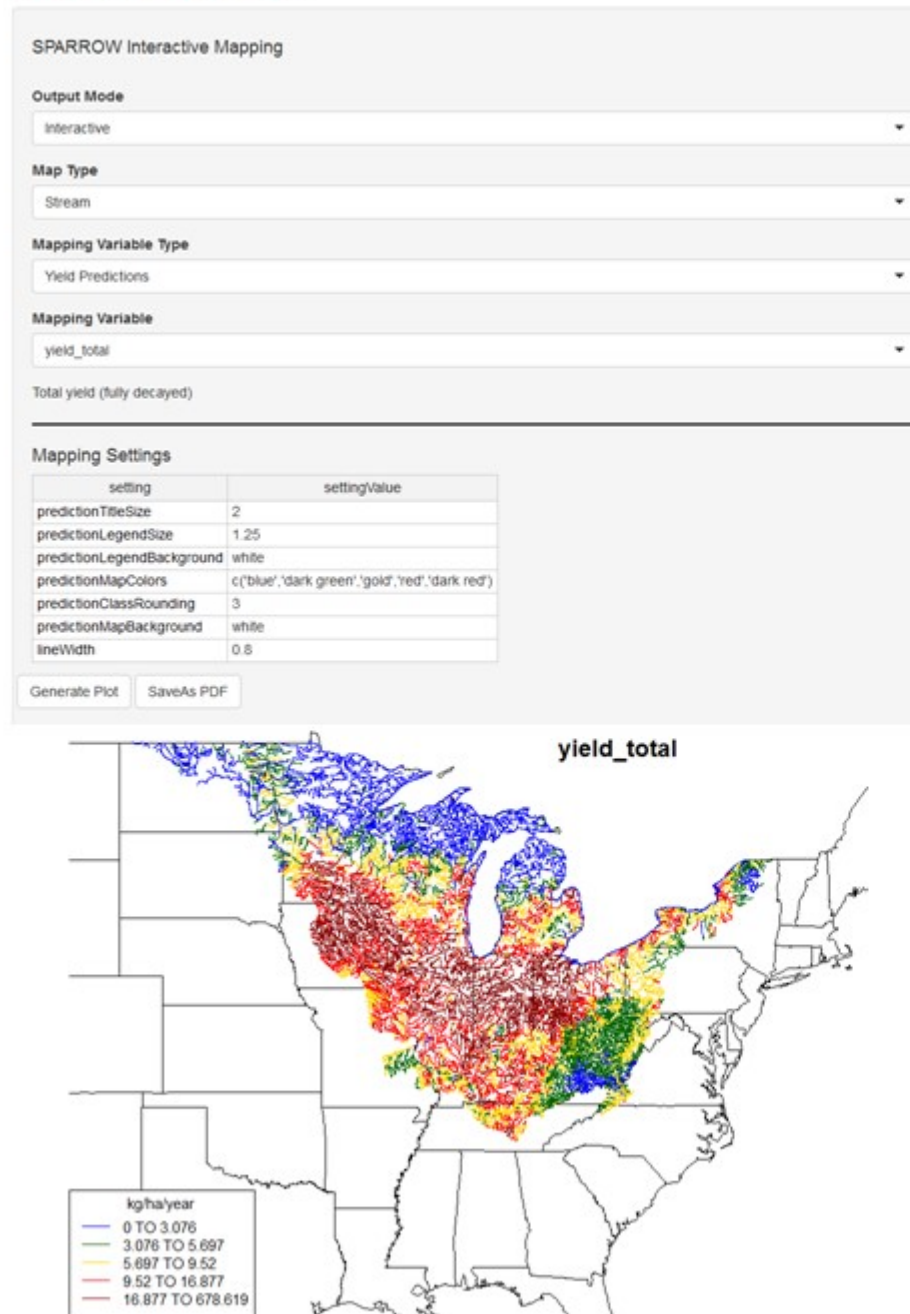 SPARROW Interactive Mapping
Output Mode
Interactive
Map Type
Stream
Mapping Variable Type
Yield Predictions
Mapping Variable
yield_total
Total yield (fully decayed)
Mapping Settings
setting settingValue
predictionTitleSize 2
predictionLegendSize 1.25
predictionLegendBackground white
predictionMapColors c('blue','dark green','gold','red','dark red')
predictionClassRounding 3
predictionMapBackground white
lineWidth 0.8
Generate Plot SaveAs PDF
yield_total
kg/ha/year
0 TO 3.076
3.076 TO 5.697
5.697 TO 9.52
9.52 TO 16.877
16.877 TO 678.619